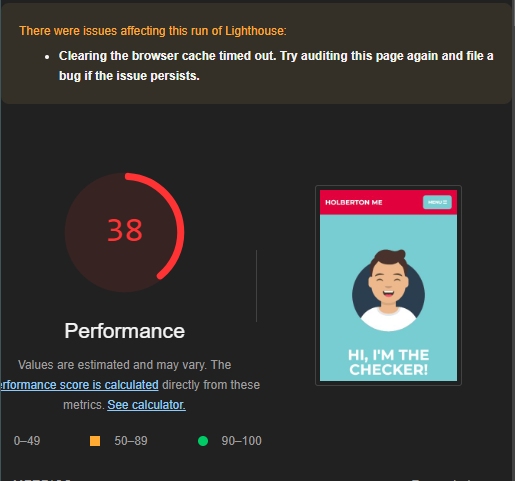 There were issues affecting this run of Lighthouse:
Clearing the browser cache timed out. Try auditing this page again and file a
bug if the issue persists.
38
HOLBERTON ME
MENU
HI, I'M THE
CHECKER!
Performance
Values are estimated and may vary. The
erformance score is calculated directly from these
metrics. See calculator.
0–49 50–89 90–100